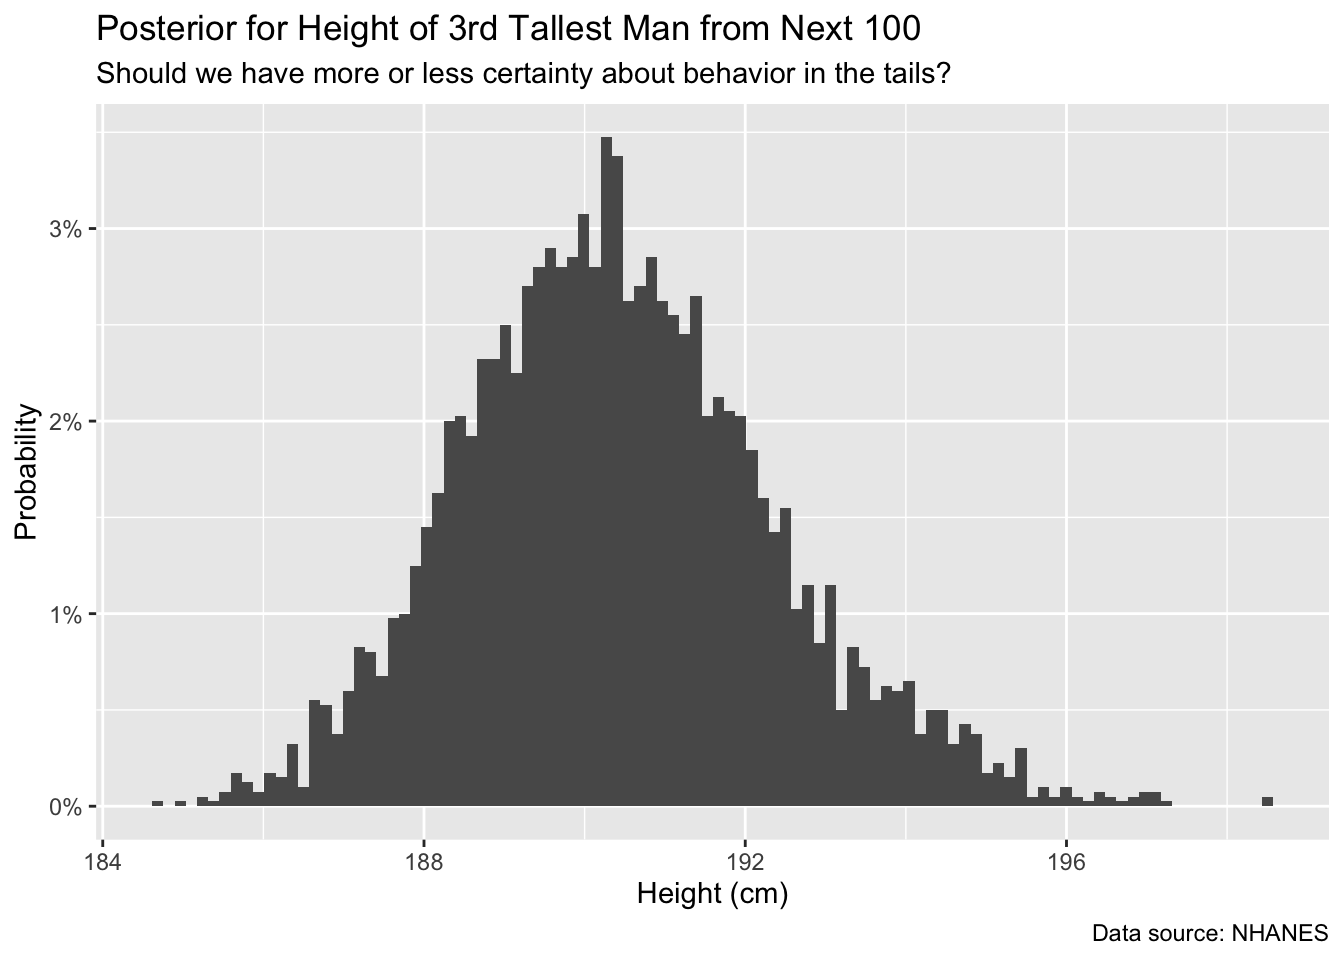 Posterior for Height of 3rd Tallest Man from Next 100
Should we have more or less certainty about behavior in the tails?
Probability
3%
2%
1%
0%
184
188
192
196
Height (cm)
Data source: NHANES